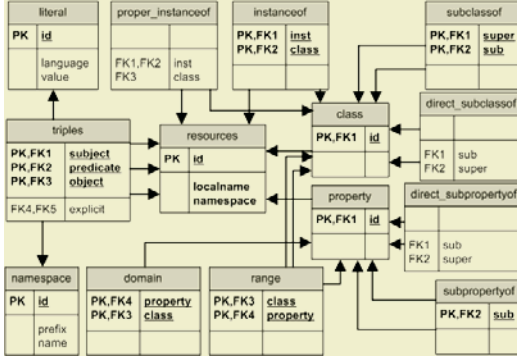 literal
PK id
language
value
proper_instanceof
FK1,FK2 inst
FK3 class
instanceof
PK,FK1 inst
PK,FK2 class
subclassof
PK,FK1 super
PK,FK2 sub
triples
PK,FK1 subject
PK,FK2 predicate
PK,FK3 object
FK4,FK5 explicit
resources
PK id
localname
namespace
class
PK,FK1 id
direct_subclassof
FK1 sub
FK2 super
property
PK,FK1 id
direct_subpropertyof
FK1 sub
FK2 super
namespace
PK id
prefix
name
domain
PK,FK4 property
PK,FK3 class
range
PK,FK3 class
PK,FK4 property
subpropertyof
PK,FK2 sub